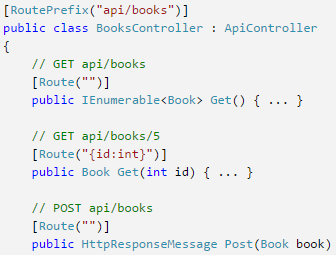 [RoutePrefix("api/books")]
public class BooksController : ApiController
{
    // GET api/books
    [Route("")]
    public IEnumerable<Book> Get() { ... }

    // GET api/books/5
    [Route("{id:int}")]
    public Book Get(int id) { ... }

    // POST api/books
    [Route("")]
    public HttpResponseMessage Post(Book book)